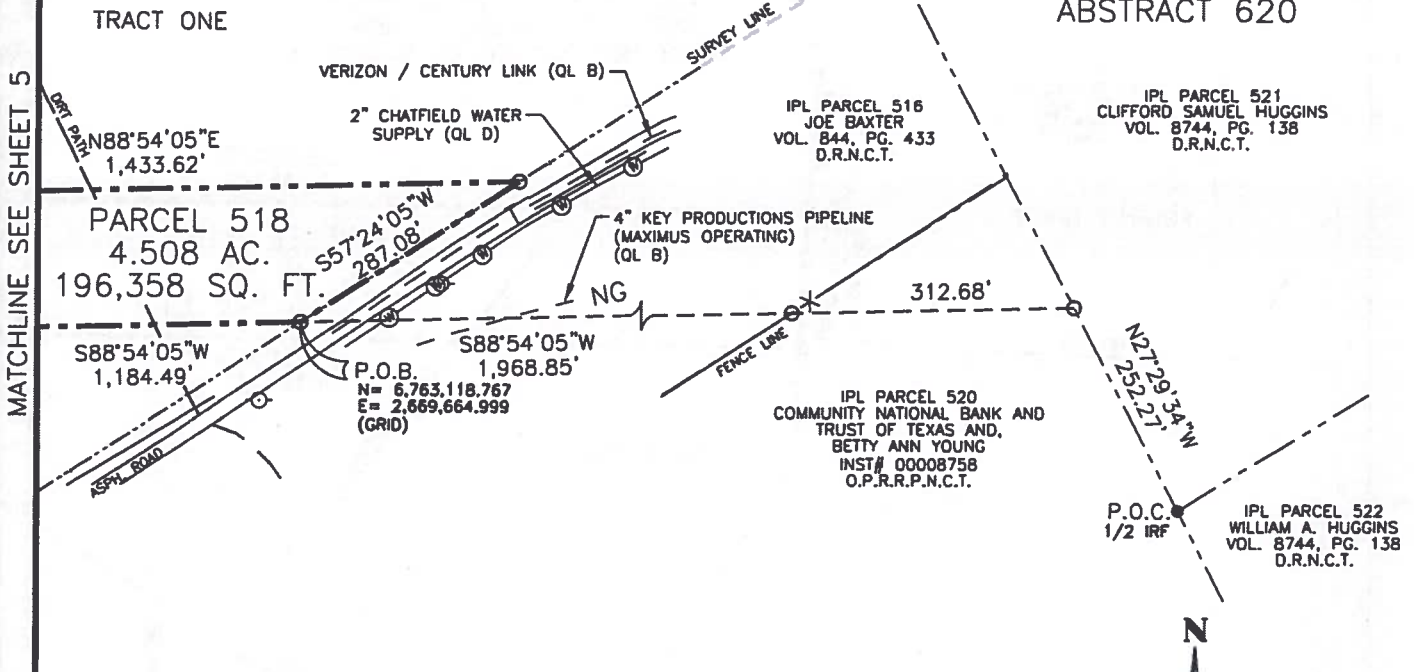 TRACT ONE
ABSTRACT 620
SURVEY LINE
VERIZON / CENTURY LINK (QL B)
2" CHATFIELD WATER
SUPPLY (QL D)
IPL PARCEL 516
JOE BAXTER
VOL. 844, PG. 433
D.R.N.C.T.
IPL PARCEL 521
CLIFFORD SAMUEL HUGGINS
VOL. 8744, PG. 138
D.R.N.C.T.
MATCHLINE SEE SHEET 5
DIRT PATH
N88°54'05"E
1,433.62'
PARCEL 518
4.508 AC.
196,358 SQ. FT.
S57°24'05"W
287.08'
W
W
W
W
W
4" KEY PRODUCTIONS PIPELINE
(MAXIMUS OPERATING)
(QL B)
NG
312.68'
S88°54'05"W
1,184.49'
S88°54'05"W
1,968.85'
P.O.B.
N= 6,763,118.767
E= 2,669,664.999
(GRID)
FENCE LINE
N27°29'34"W
252.27'
IPL PARCEL 520
COMMUNITY NATIONAL BANK AND
TRUST OF TEXAS AND,
BETTY ANN YOUNG
INST# 00008758
O.P.R.R.P.N.C.T.
ASPH. ROAD
P.O.C.
1/2 IRF
IPL PARCEL 522
WILLIAM A. HUGGINS
VOL. 8744, PG. 138
D.R.N.C.T.
N